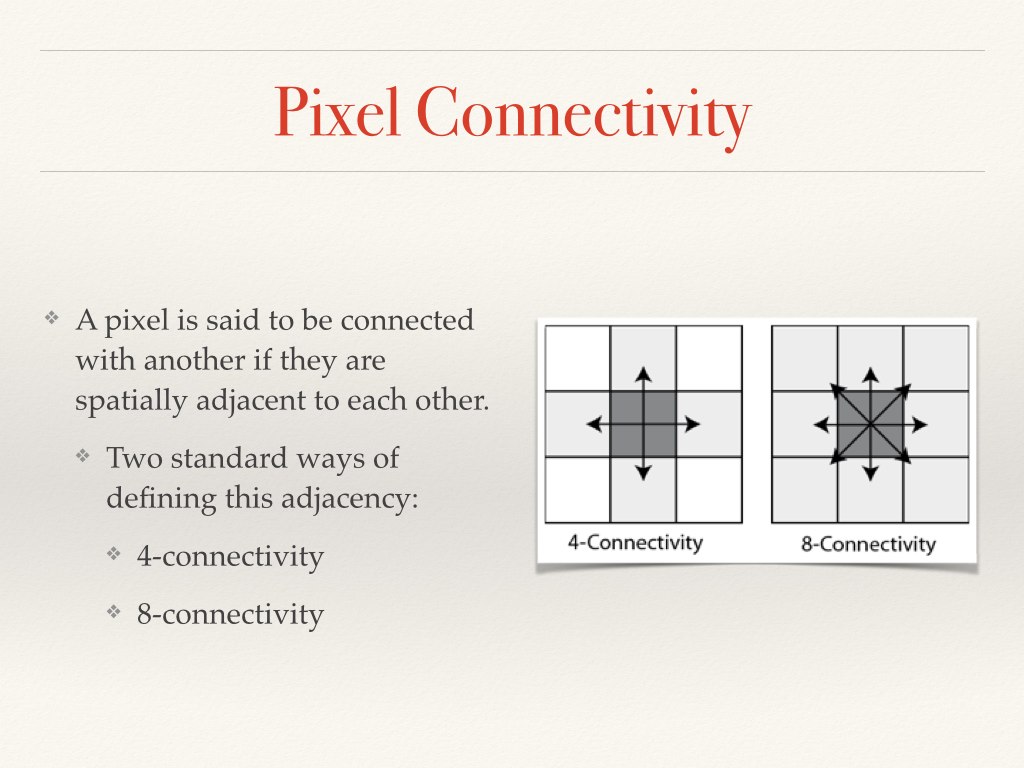 Pixel Connectivity
❖ A pixel is said to be connected
with another if they are
spatially adjacent to each other.
❖ Two standard ways of
defining this adjacency:
❖ 4-connectivity
❖ 8-connectivity
4-Connectivity
8-Connectivity